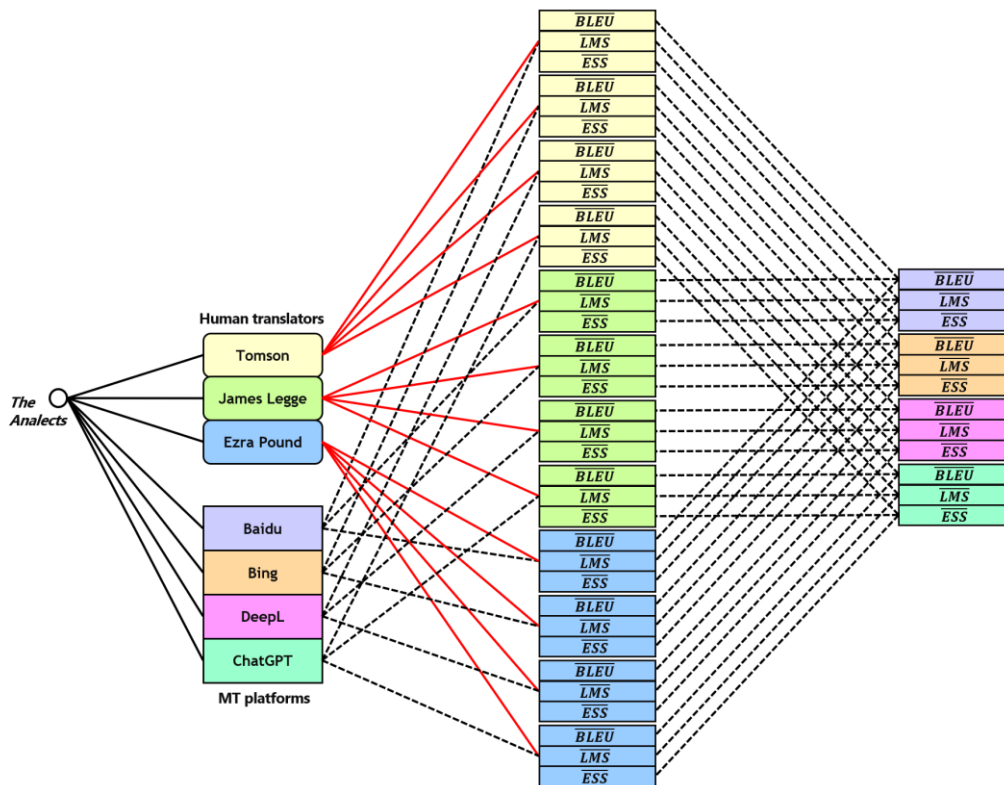 BLEU
LMS
ESS
BLEU
LMS
ESS
BLEU
LMS
ESS
BLEU
LMS
ESS
BLEU
LMS
ESS
BLEU
LMS
ESS
BLEU
LMS
ESS
BLEU
LMS
ESS
BLEU
LMS
ESS
BLEU
LMS
ESS
BLEU
LMS
ESS
BLEU
LMS
ESS
Human translators
Tomson
James Legge
Ezra Pound
The
Analects
Baidu
Bing
DeepL
ChatGPT
MT platforms
BLEU
LMS
ESS
BLEU
LMS
ESS
BLEU
LMS
ESS
BLEU
LMS
ESS